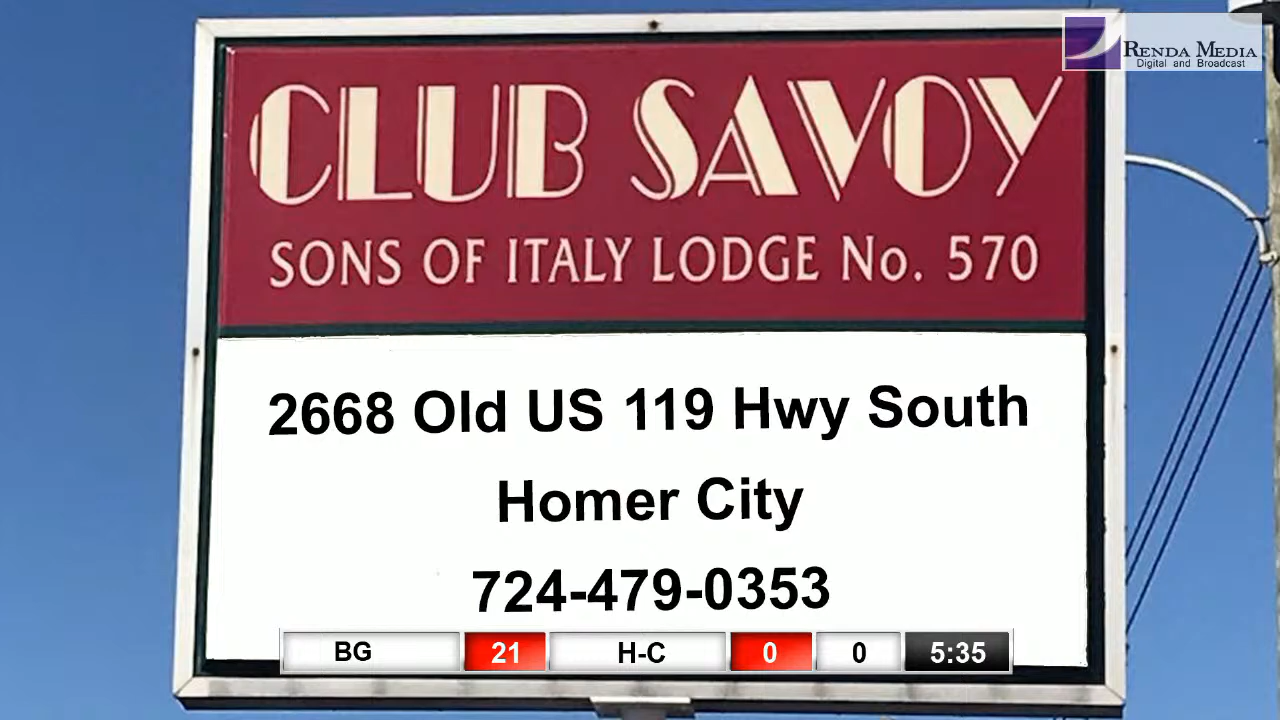 RENDA MEDIA
Digital and Broadcast
CLUB SAVOY
SONS OF ITALY LODGE No. 570
2668 Old US 119 Hwy South
Homer City
724-479-0353
BG 21 H-C 0 0 5:35